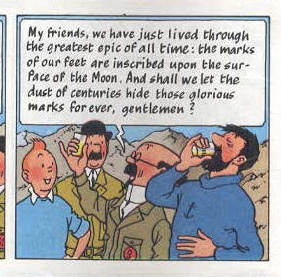 My friends, we have just lived through
the greatest epic of all time: the marks
of our feet are inscribed upon the sur-
face of the Moon. And shall we let the
dust of centuries hide those glorious
marks for ever, gentlemen?
9